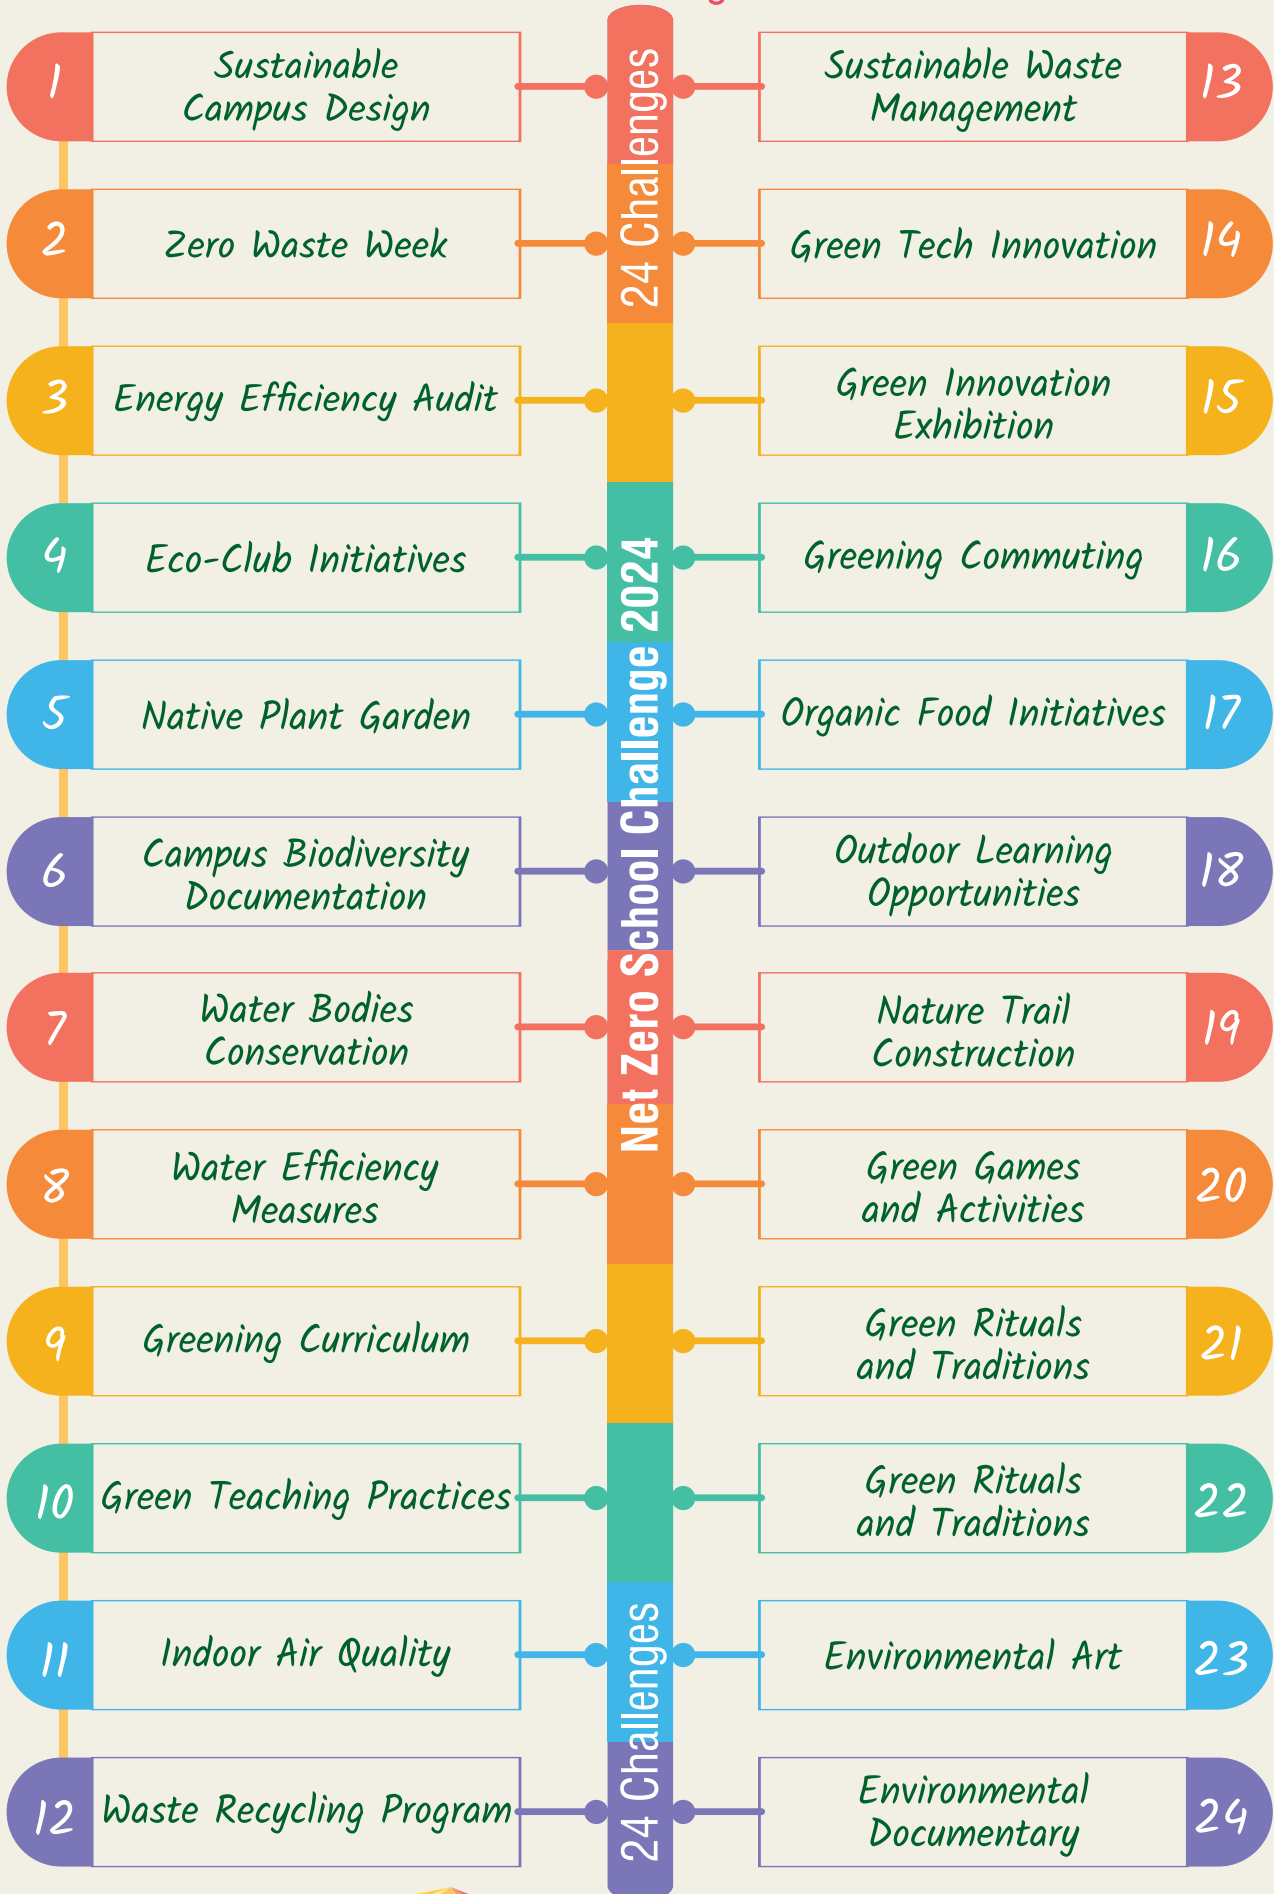 1
Sustainable
Campus Design
2
Zero Waste Week
3
Energy Efficiency Audit
4
Eco-Club Initiatives
5
Native Plant Garden
6
Campus Biodiversity
Documentation
7
Water Bodies
Conservation
8
Water Efficiency
Measures
9
Greening Curriculum
10
Green Teaching Practices
11
Indoor Air Quality
12
Waste Recycling Program
24 Challenges
Net Zero School Challenge 2024
24 Challenges
Sustainable Waste
Management
13
Green Tech Innovation
14
Green Innovation
Exhibition
15
Greening Commuting
16
Organic Food Initiatives
17
Outdoor Learning
Opportunities
18
Nature Trail
Construction
19
Green Games
and Activities
20
Green Rituals
and Traditions
21
Green Rituals
and Traditions
22
Environmental Art
23
Environmental
Documentary
24